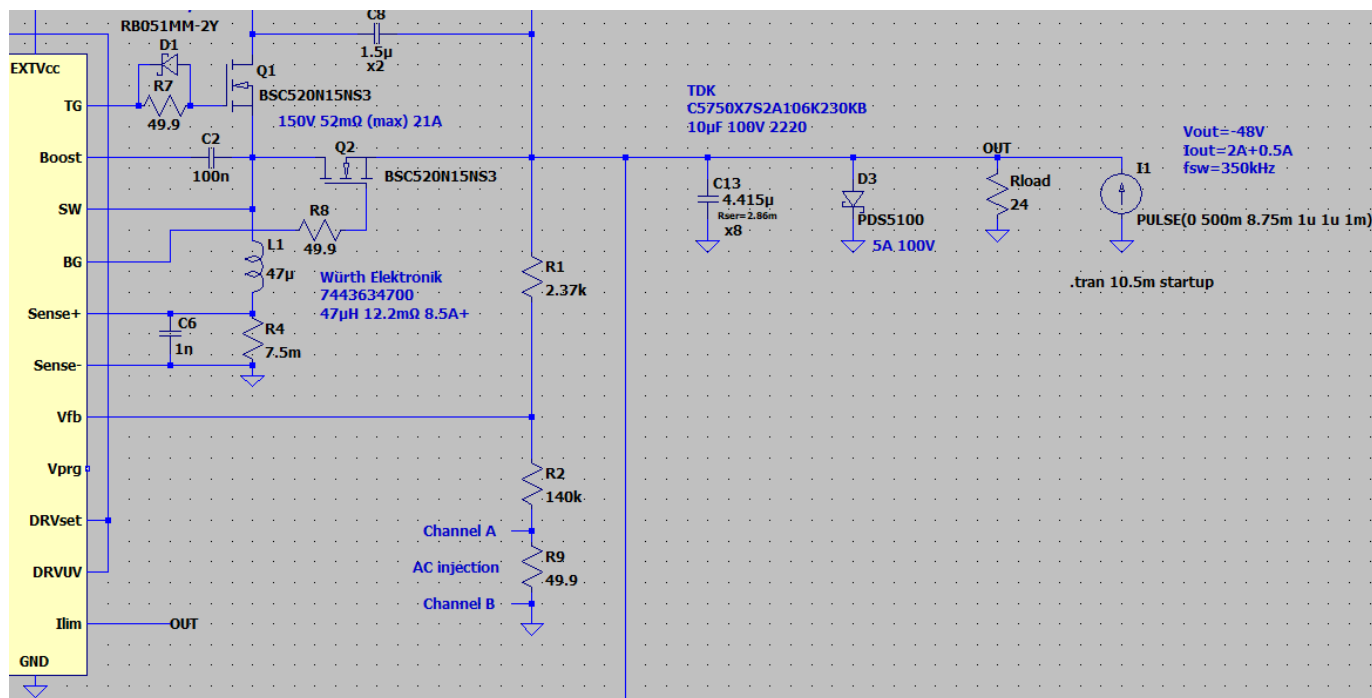 RB051MM-2Y
D1
R7
49.9
C8
1.5µ
x2
Q1
BSC520N15NS3
150V 52mΩ (max) 21A
EXTVcc
TG
Boost
SW
BG
Sense+
Sense-
Vfb
Vprg
DRVset
DRVUV
Ilim
GND
C2
100n
Q2
BSC520N15NS3
R8
49.9
L1
47µ
Würth Elektronik
7443634700
47µH 12.2mΩ 8.5A+
C6
1n
R4
7.5m
R1
2.37k
R2
140k
Channel A
R9
49.9
AC injection
Channel B
OUT
TDK
C5750X7S2A106K230KB
10µF 100V 2220
C13
4.415µ
Rser=2.86m
x8
D3
PDS5100
5A 100V
OUT
Rload
24
Vout=-48V
Iout=2A+0.5A
fsw=350kHz
I1
PULSE(0 500m 8.75m 1u 1u 1m)
.tran 10.5m startup